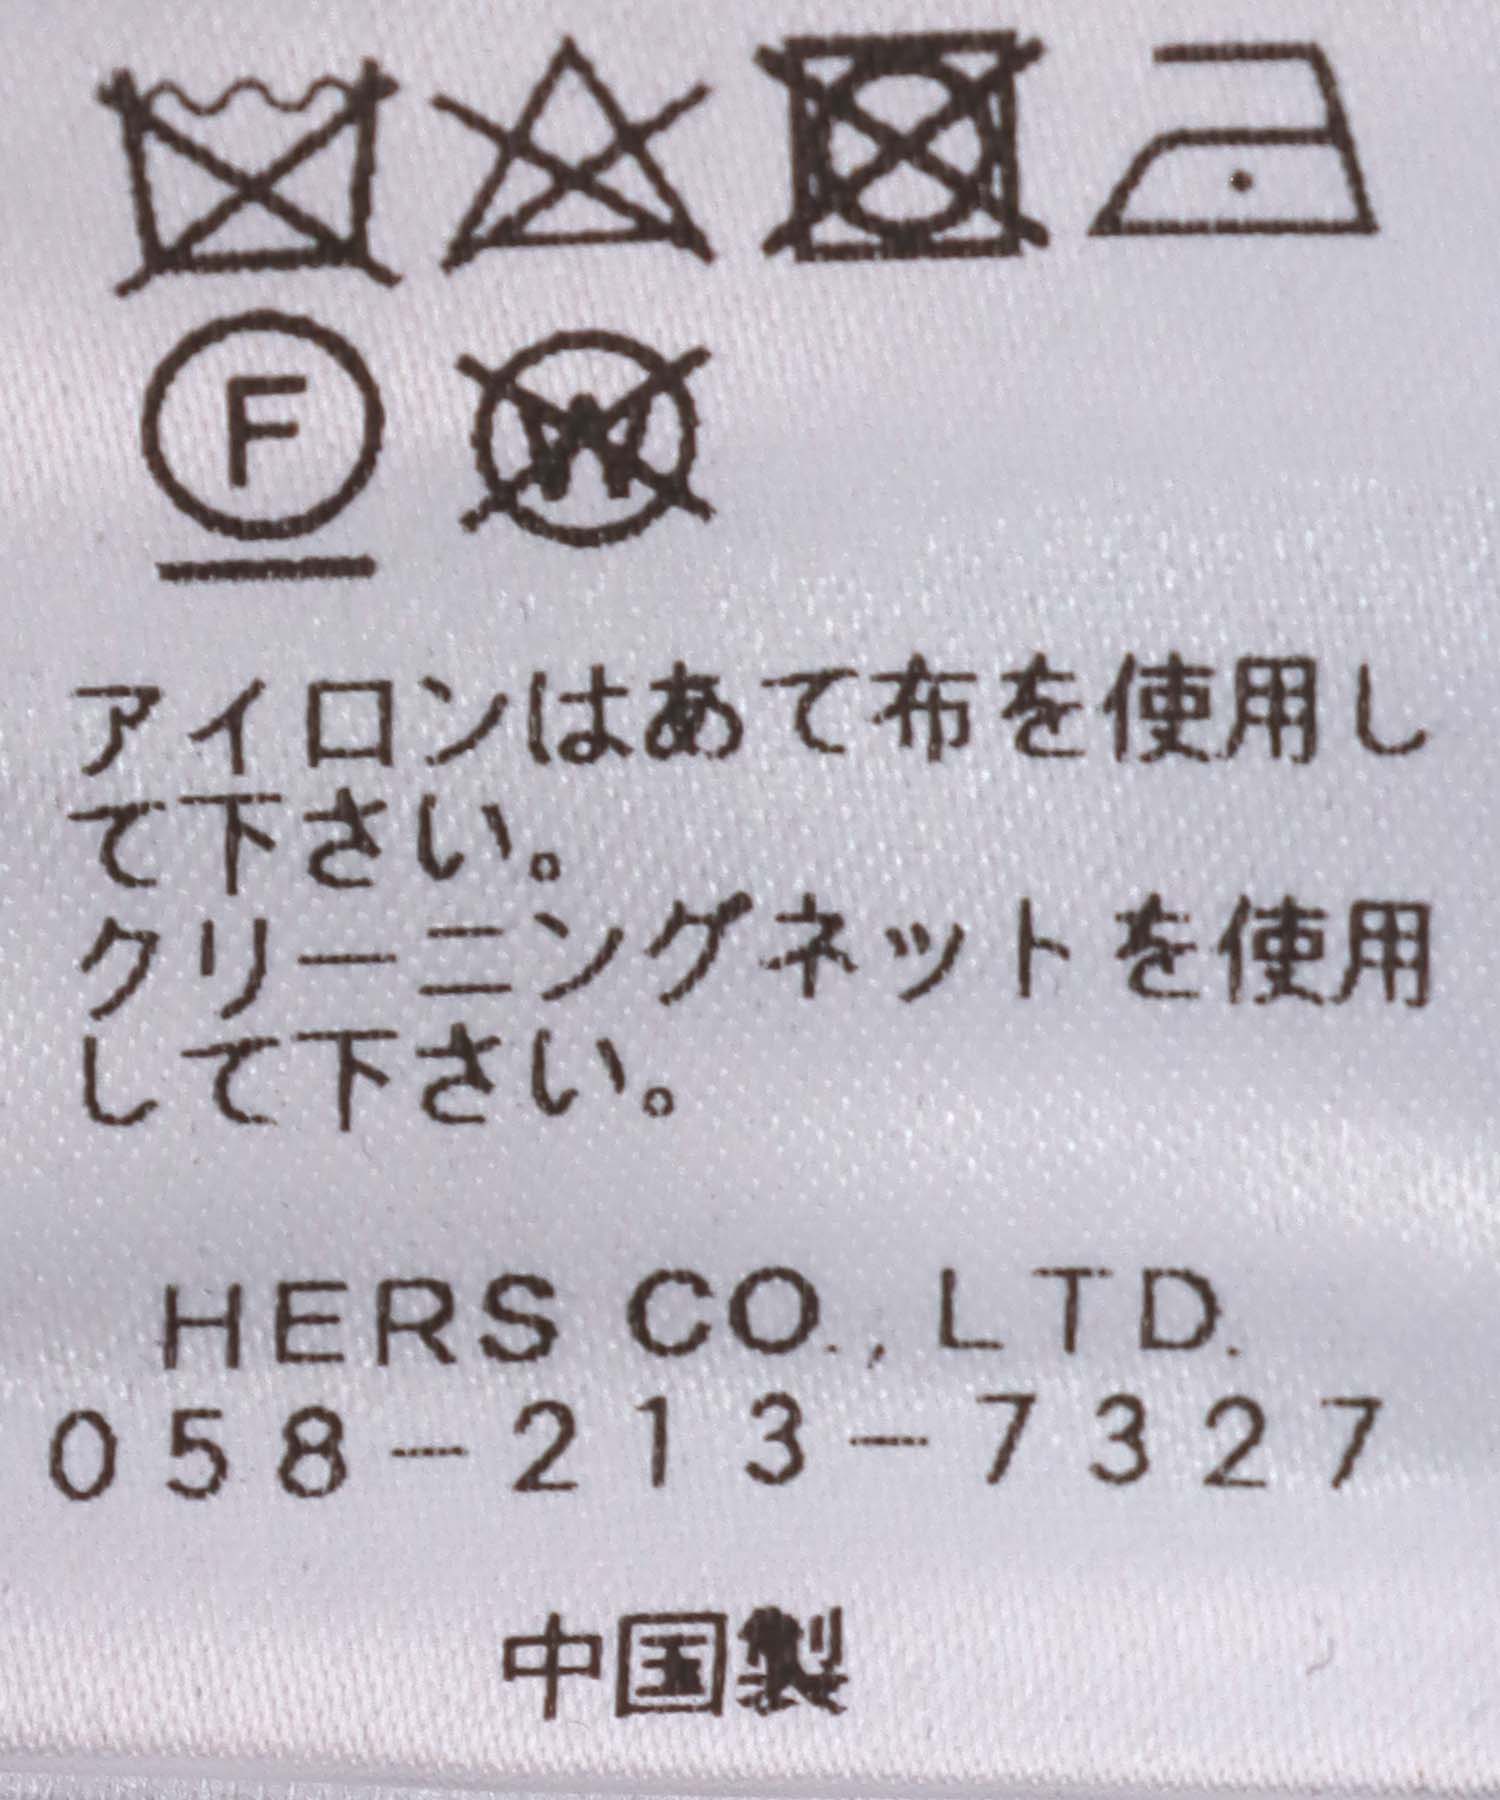 F
W
アイロンはあて布を使用し
て下さい。
クリーニングネットを使用
して下さい。
HERS CO., LTD.
058-213-7327
中国製